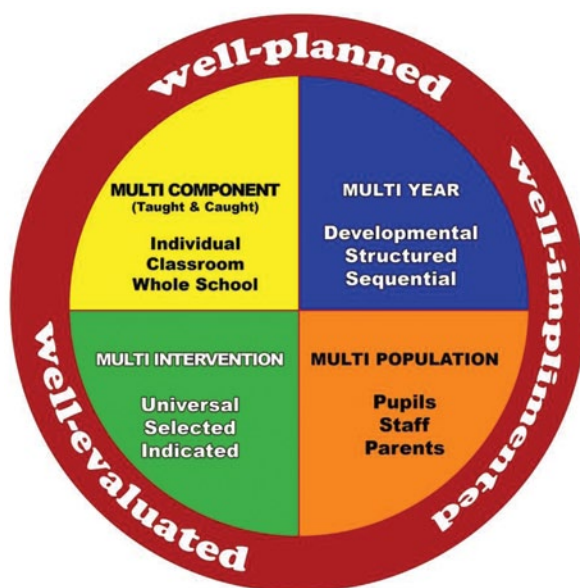 well-planned
MULTI COMPONENT
(Taught & Caught)
Individual
Classroom
Whole School
MULTI YEAR
Developmental
Structured
Sequential
MULTI INTERVENTION
Universal
Selected
Indicated
MULTI POPULATION
Pupils
Staff
Parents
well-implimented
well-evaluated